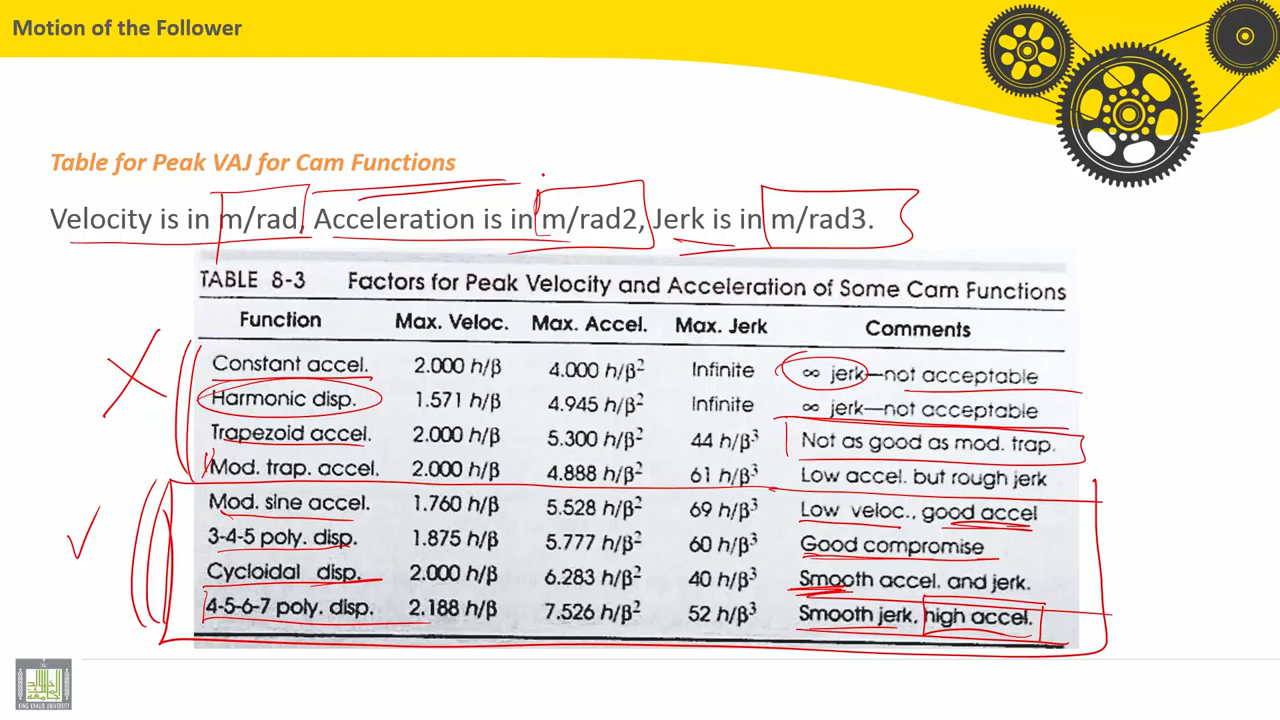 Motion of the Follower
Table for Peak VAJ for Cam Functions
Velocity is in m/rad, Acceleration is in m/rad2, Jerk is in m/rad3.
TABLE 8-3 Factors for Peak Velocity and Acceleration of Some Cam Functions
Function Max. Veloc. Max. Accel. Max. Jerk Comments
Constant accel. 2.000 h/β 4.000 h/β² Infinite ∞ jerk—not acceptable
Harmonic disp. 1.571 h/β 4.945 h/β² Infinite ∞ jerk—not acceptable
Trapezoid accel. 2.000 h/β 5.300 h/β² 44 h/β³ Not as good as mod. trap.
Mod. trap. accel. 2.000 h/β 4.888 h/β² 61 h/β³ Low accel. but rough jerk
Mod. sine accel. 1.760 h/β 5.528 h/β² 69 h/β³ Low veloc., good accel
3-4-5 poly. disp. 1.875 h/β 5.777 h/β² 60 h/β³ Good compromise
Cycloidal disp. 2.000 h/β 6.283 h/β² 40 h/β³ Smooth accel. and jerk.
4-5-6-7 poly. disp. 2.188 h/β 7.526 h/β² 52 h/β³ Smooth jerk, high accel.
KING KHALID UNIVERSITY